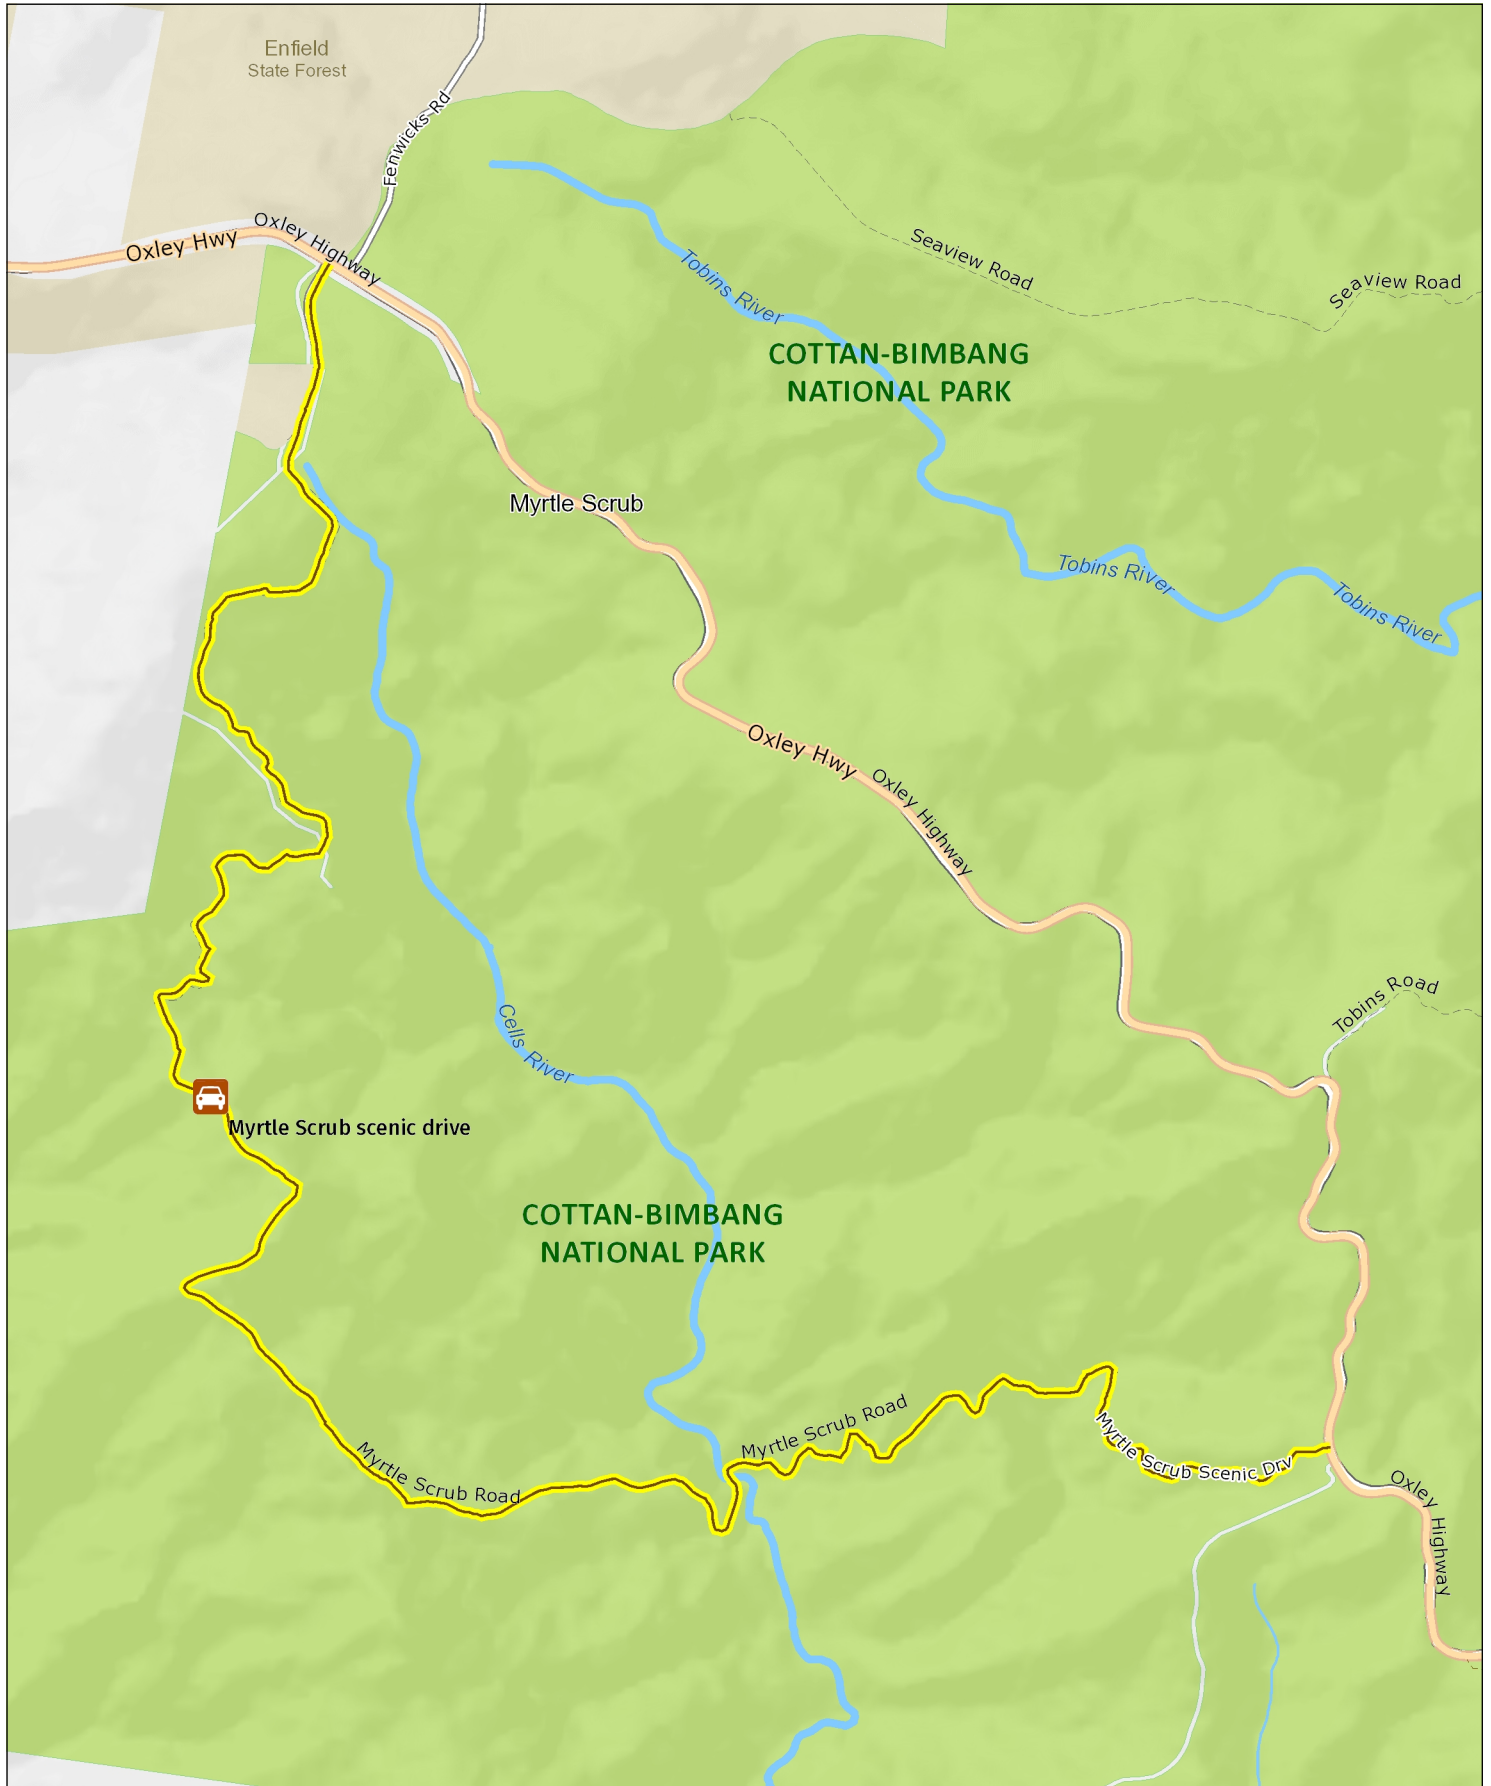 Enfield
State Forest
Fenwicks Rd
Oxley Highway
Oxley Hwy
Seaview Road
Seaview Road
Tobins River
COTTAN-BIMBANG
NATIONAL PARK
Myrtle Scrub
Tobins River
Tobins River
Oxley Hwy
Oxley Highway
Tobins Road
Cells River
Myrtle Scrub scenic drive
COTTAN-BIMBANG
NATIONAL PARK
Myrtle Scrub Road
Myrtle Scrub Scenic Drv
Myrtle Scrub Road
Oxley Highway